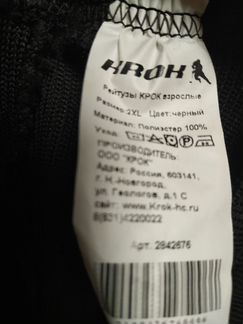 KROK
Рейтузы КРОК взрослые
Размер: 2XL Цвет: черный
Материал: Полиэстер 100%
Уход:
ПРОИЗВОДИТЕЛЬ:
ООО "КРОК"
Адрес: Россия, 603141,
г. Н.-Новгород,
ул. Геологов, д.1 С
сайт: www.Krok-hc.ru
8(831)4220022
Арт: 2842676